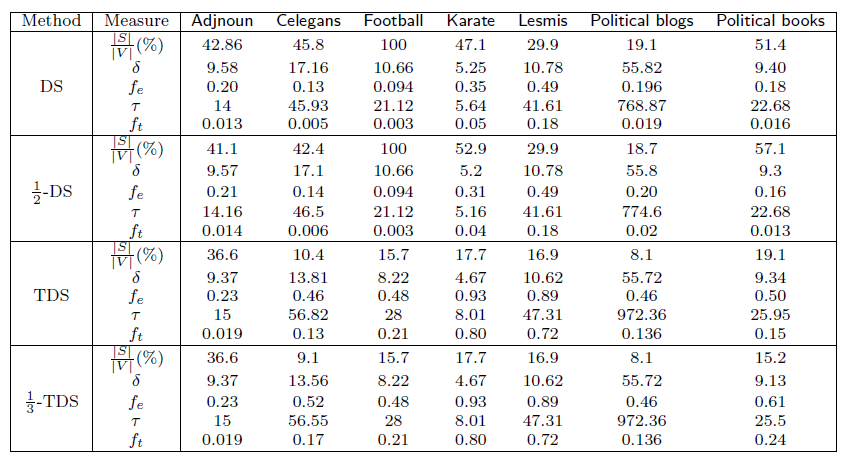 Method Measure Adjnoun Celegans Football Karate Lesmis Political blogs Political books
DS
|S|/|V|(%) 42.86 45.8 100 47.1 29.9 19.1 51.4
δ 9.58 17.16 10.66 5.25 10.78 55.82 9.40
f_e 0.20 0.13 0.094 0.35 0.49 0.196 0.18
τ 14 45.93 21.12 5.64 41.61 768.87 22.68
f_t 0.013 0.005 0.003 0.05 0.18 0.019 0.016
1/2-DS
|S|/|V|(%) 41.1 42.4 100 52.9 29.9 18.7 57.1
δ 9.57 17.1 10.66 5.2 10.78 55.8 9.3
f_e 0.21 0.14 0.094 0.31 0.49 0.20 0.16
τ 14.16 46.5 21.12 5.16 41.61 774.6 22.68
f_t 0.014 0.006 0.003 0.04 0.18 0.02 0.013
TDS
|S|/|V|(%) 36.6 10.4 15.7 17.7 16.9 8.1 19.1
δ 9.37 13.81 8.22 4.67 10.62 55.72 9.34
f_e 0.23 0.46 0.48 0.93 0.89 0.46 0.50
τ 15 56.82 28 8.01 47.31 972.36 25.95
f_t 0.019 0.13 0.21 0.80 0.72 0.136 0.15
1/3-TDS
|S|/|V|(%) 36.6 9.1 15.7 17.7 16.9 8.1 15.2
δ 9.37 13.56 8.22 4.67 10.62 55.72 9.13
f_e 0.23 0.52 0.48 0.93 0.89 0.46 0.61
τ 15 56.55 28 8.01 47.31 972.36 25.5
f_t 0.019 0.17 0.21 0.80 0.72 0.136 0.24